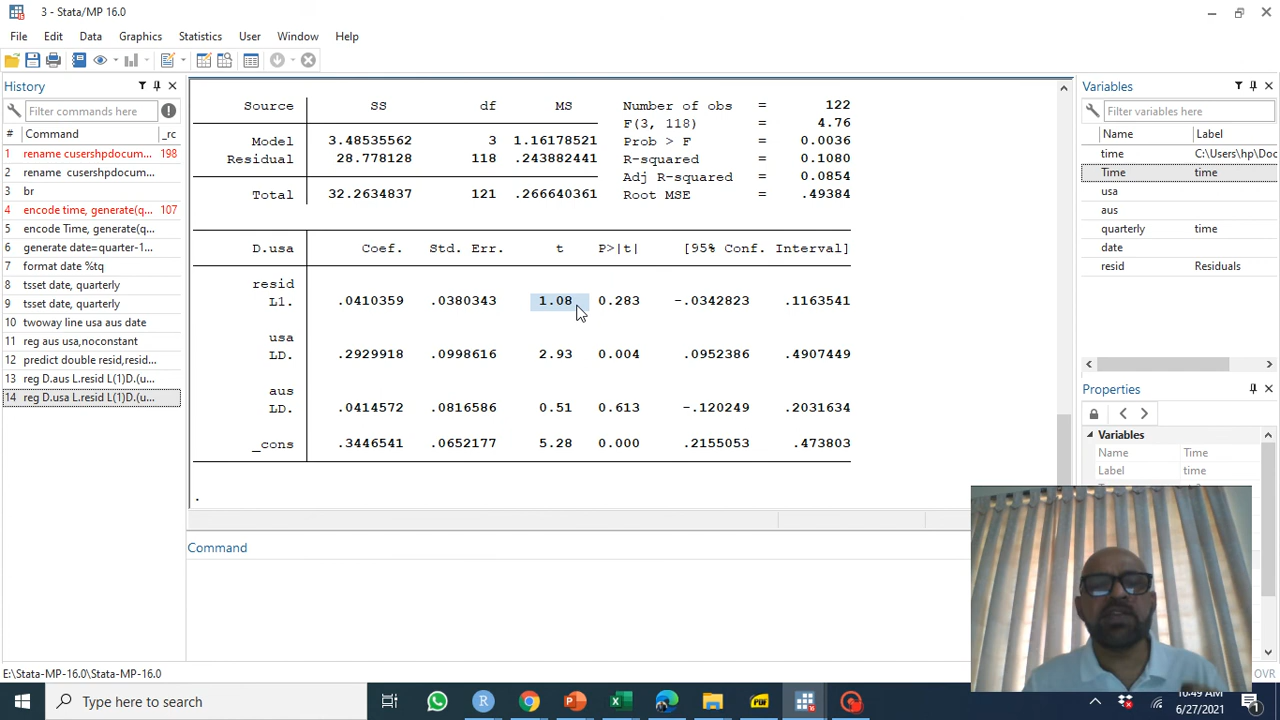 3 - Stata/MP 16.0
File Edit Data Graphics Statistics User Window Help
History
Filter commands here
# Command _rc
1 rename cusershpdocum... 198
2 rename cusershpdocum...
3 br
4 encode time, generate(q... 107
5 encode Time, generate(q...
6 generate date=quarter-1...
7 format date %tq
8 tsset date, quarterly
9 tsset date, quarterly
10 twoway line usa aus date
11 reg aus usa,noconstant
12 predict double resid,resid...
13 reg D.aus L.resid L(1)D.(u...
14 reg D.usa L.resid L(1)D.(u...
Source SS df MS Number of obs = 122
F(3, 118) = 4.76
Model 3.48535562 3 1.16178521 Prob > F = 0.0036
Residual 28.778128 118 .243882441 R-squared = 0.1080
Adj R-squared = 0.0854
Total 32.2634837 121 .266640361 Root MSE = .49384
D.usa Coef. Std. Err. t P>|t| [95% Conf. Interval]
resid
L1. .0410359 .0380343 1.08 0.283 -.0342823 .1163541
usa
LD. .2929918 .0998616 2.93 0.004 .0952386 .4907449
aus
LD. .0414572 .0816586 0.51 0.613 -.120249 .2031634
_cons .3446541 .0652177 5.28 0.000 .2155053 .473803
.
Command
Variables
Filter variables here
Name Label
time C:\Users\hp\Doc
Time time
usa
aus
quarterly time
date
resid Residuals
Properties
Variables
Name Time
Label time
E:\Stata-MP-16.0\Stata-MP-16.0
OVR
Type here to search
10:49 AM
6/27/2021